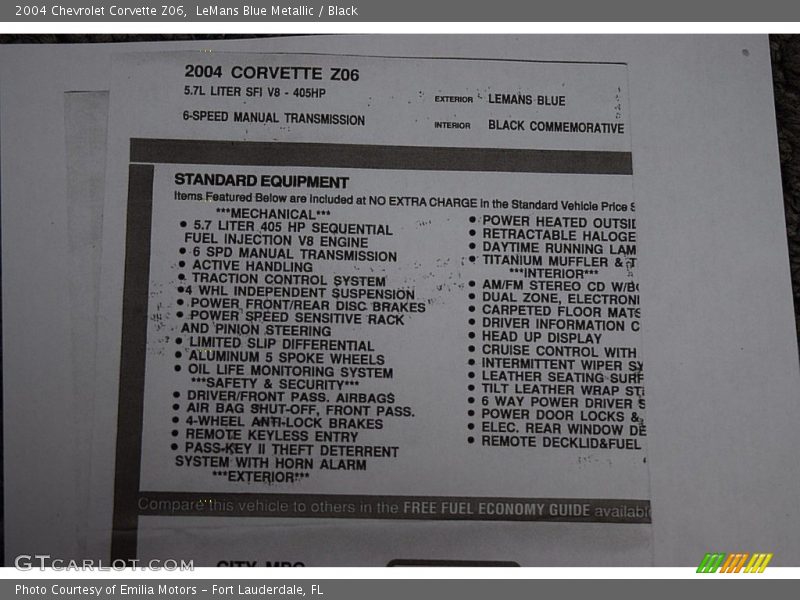 2004 Chevrolet Corvette Z06, LeMans Blue Metallic / Black
2004 CORVETTE Z06
5.7L LITER SFI V8 - 405HP
6-SPEED MANUAL TRANSMISSION
EXTERIOR LEMANS BLUE
INTERIOR BLACK COMMEMORATIVE
STANDARD EQUIPMENT
Items Featured Below are Included at NO EXTRA CHARGE in the Standard Vehicle Price S
***MECHANICAL***
• 5.7 LITER 405 HP SEQUENTIAL
FUEL INJECTION V8 ENGINE
• 6 SPD MANUAL TRANSMISSION
• ACTIVE HANDLING
• TRACTION CONTROL SYSTEM
•4 WHL INDEPENDENT SUSPENSION
• POWER FRONT/REAR DISC BRAKES
• POWER SPEED SENSITIVE RACK
AND PINION STEERING
• LIMITED SLIP DIFFERENTIAL
• ALUMINUM 5 SPOKE WHEELS
• OIL LIFE MONITORING SYSTEM
***SAFETY & SECURITY***
• DRIVER/FRONT PASS. AIRBAGS
• AIR BAG SHUT-OFF, FRONT PASS.
• 4-WHEEL ANTI-LOCK BRAKES
• REMOTE KEYLESS ENTRY
• PASS-KEY II THEFT DETERRENT
SYSTEM WITH HORN ALARM
***EXTERIOR***
• POWER HEATED OUTSID
• RETRACTABLE HALOGE
• DAYTIME RUNNING LAM
• TITANIUM MUFFLER & T
***INTERIOR***
• AM/FM STEREO CD W/BO
• DUAL ZONE, ELECTRONI
• CARPETED FLOOR MATS
• DRIVER INFORMATION C
• HEAD UP DISPLAY
• CRUISE CONTROL WITH
• INTERMITTENT WIPER SY
• LEATHER SEATING SURF
• TILT LEATHER WRAP ST
• 6 WAY POWER DRIVER S
• POWER DOOR LOCKS &
• ELEC. REAR WINDOW DE
• REMOTE DECKLID&FUEL
Compare this vehicle to others in the FREE FUEL ECONOMY GUIDE available
CITY MPG
GTCARLOT.COM
Photo Courtesy of Emilia Motors – Fort Lauderdale, FL